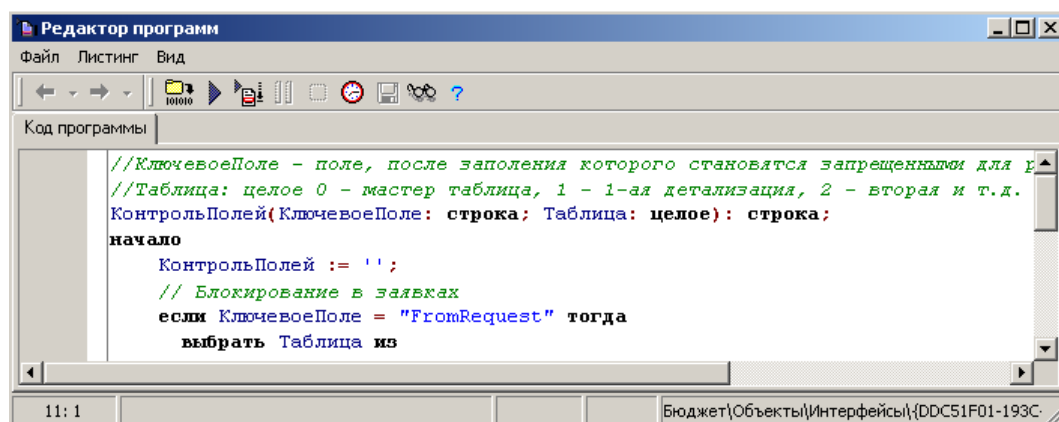 Редактор программ
Файл Листинг Вид
101010 ?
Код программы
//КлючевоеПоле - поле, после заполения которого становятся запрещенными для
//Таблица: целое 0 - мастер таблица, 1 - 1-ая детализация, 2 - вторая и т.д.
КонтрольПолей(КлючевоеПоле: строка; Таблица: целое): строка;
начало
КонтрольПолей := '';
// Блокирование в заявках
если КлючевоеПоле = "FromRequest" тогда
выбрать Таблица из
11: 1
Бюджет\Объекты\Интерфейсы\{DDC51F01-193C-